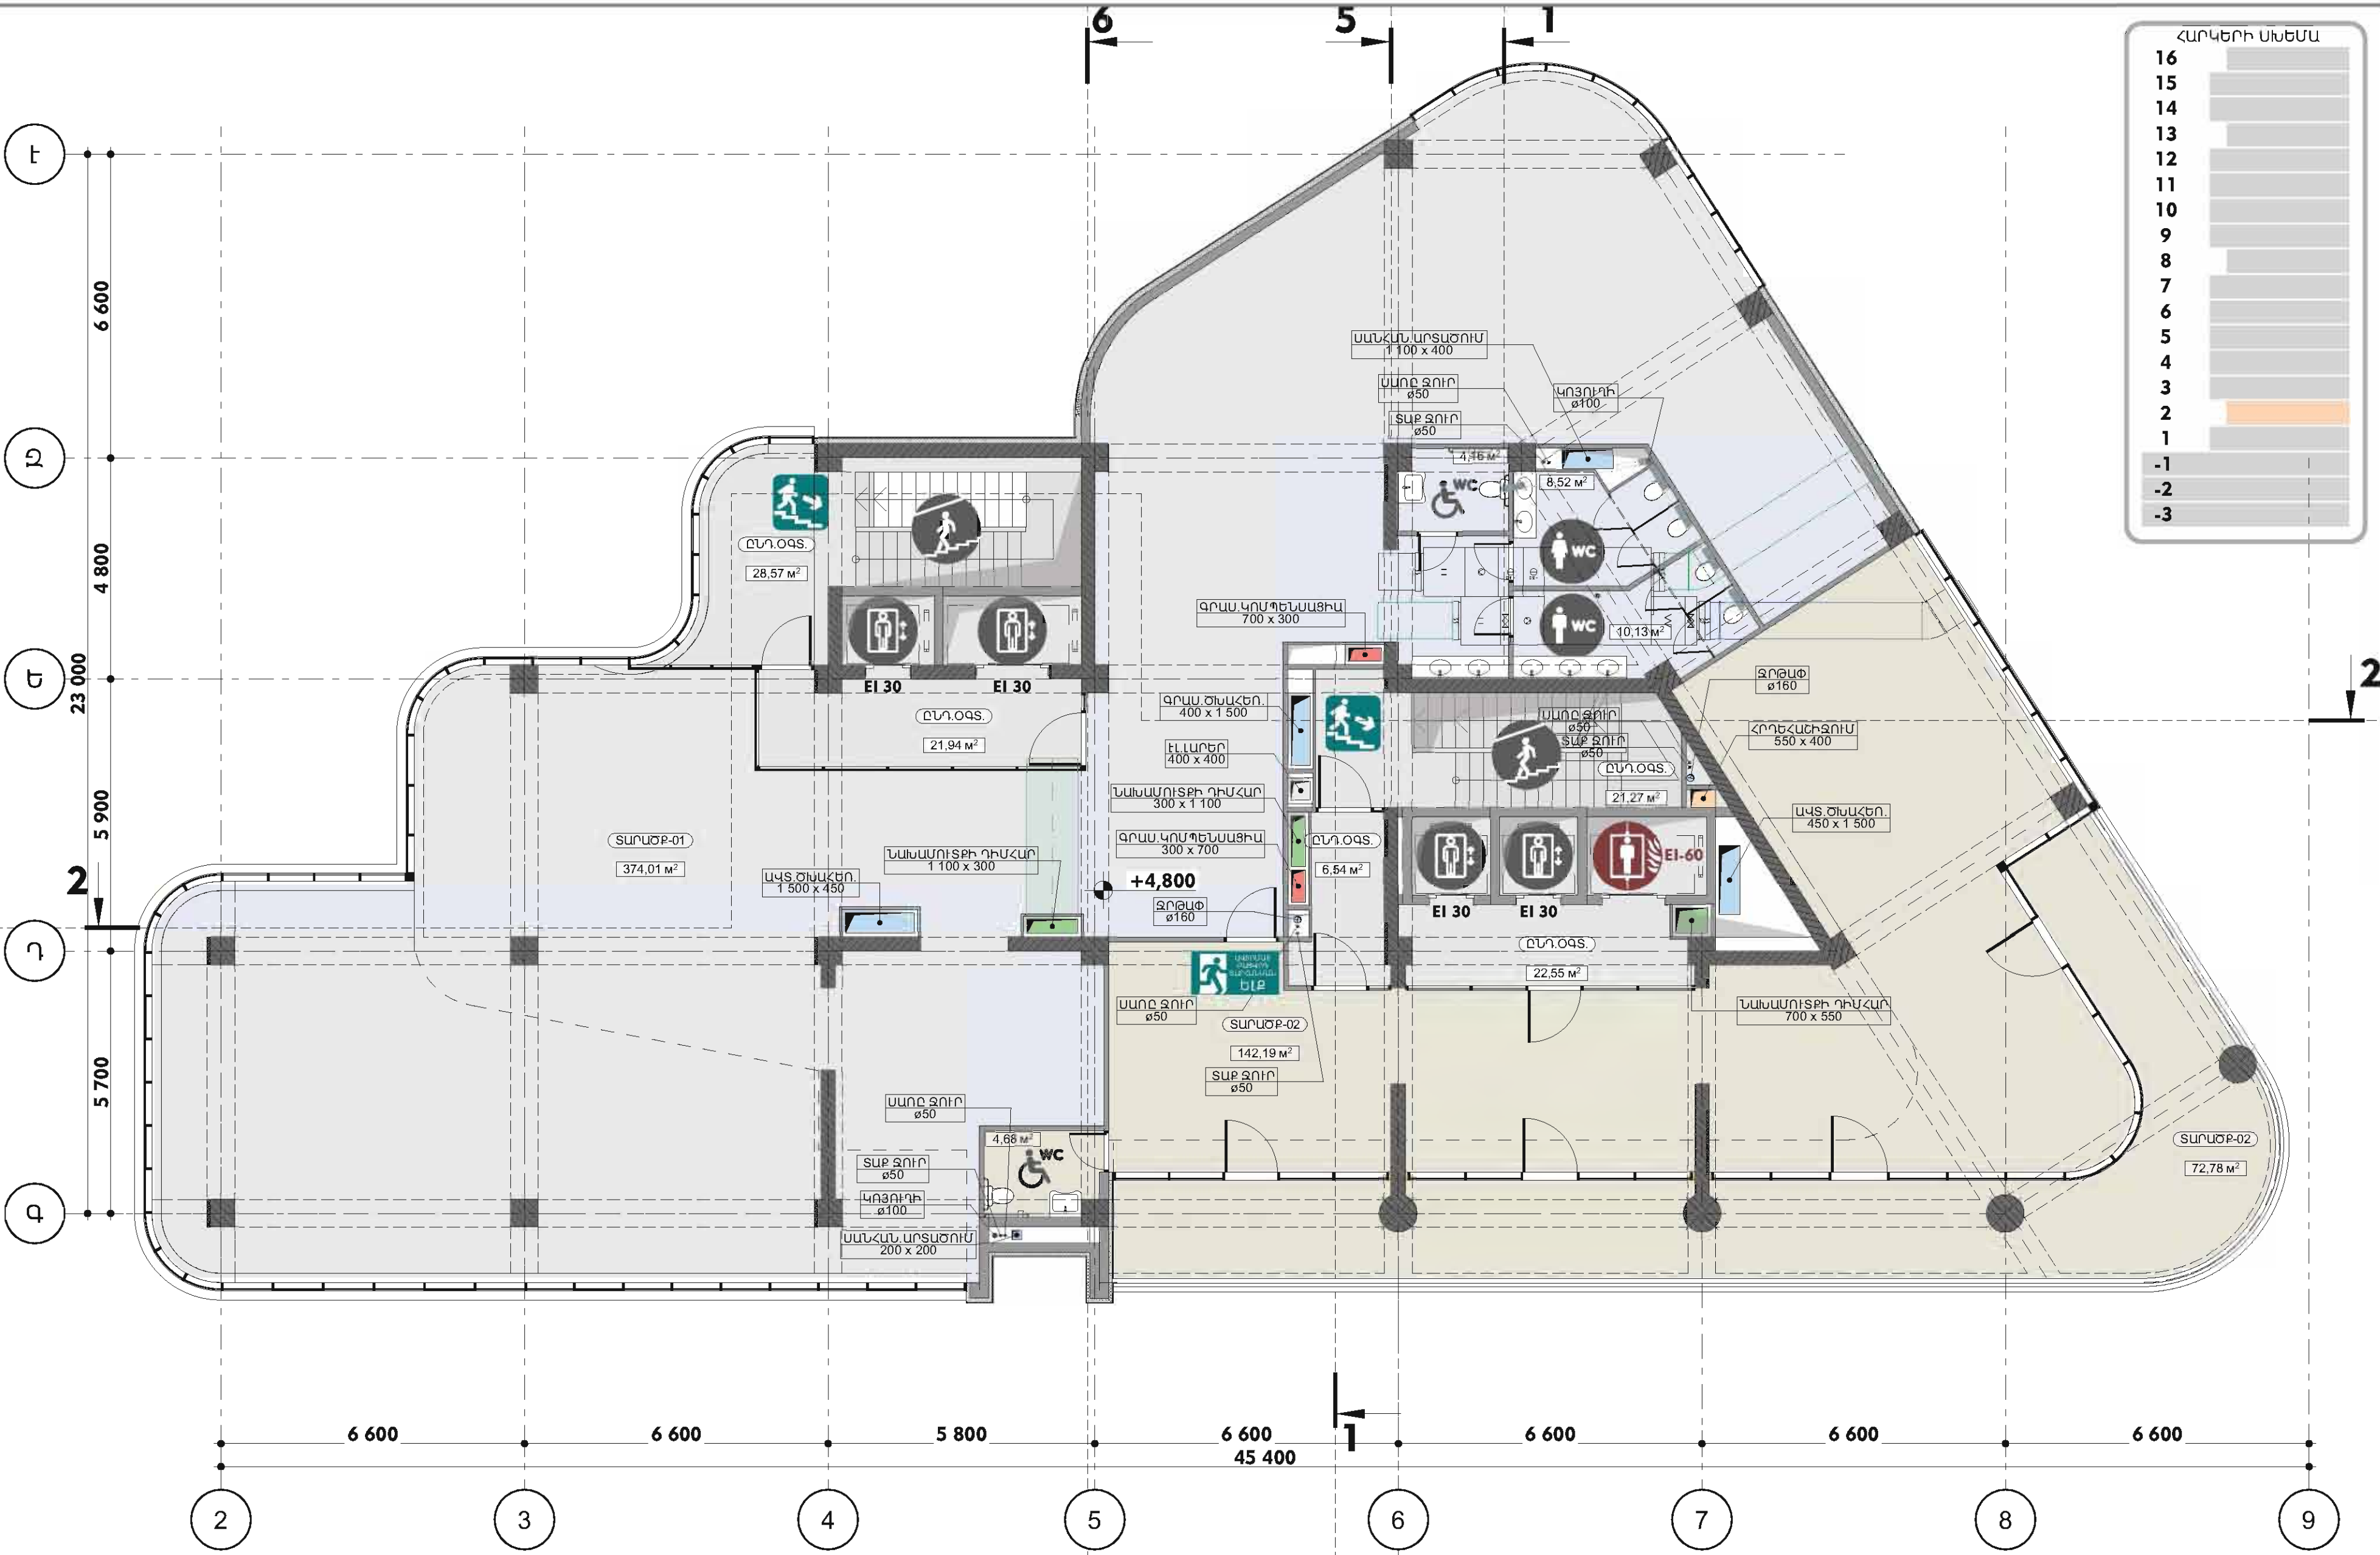 6
5
1
ՀԱՐԿԵՐԻ ՍԽԵՄԱ
16
15
14
13
12
11
10
9
8
7
6
5
4
3
2
1
-1
-2
-3
Է
6 600
ՍԱՆՀԱՆ.ԱՐՏԱԾՈՒՄ
1 100 x 400
ՍԱՌԸ ՋՈՒՐ
ø50
ԿՈՅՈՒՂԻ
ø100
ՏԱՔ ՋՈՒՐ
ø50
Զ
4,16 м²
WC
8,52 м²
ԸՆԴ.ՕԳՏ.
28,57 м²
4 800
WC
ԳՐԱՍ.ԿՈՄՊԵՆՍԱՑԻԱ
700 x 300
WC
10,13 м²
Ե
23 000
EI 30
EI 30
ՋՐԹԱՓ
ø160
2
ԸՆԴ.ՕԳՏ.
21,94 м²
ԳՐԱՍ.ԾԽԱՀԵՌ.
400 x 1 500
ՍԱՌԸ ՋՈՒՐ
ø50
ՏԱՔ ՋՈՒՐ
ø50
ՀՐԴԵՀԱՇԻՋՈՒՄ
550 x 400
ԷԼ.ԼԱՐԵՐ
400 x 400
ԸՆԴ.ՕԳՏ.
21,27 м²
5 900
ՆԱԽԱՄՈՒՏՔԻ ԴԻՄՀԱՐ
300 x 1 100
ԱՎՏ.ԾԽԱՀԵՌ.
450 x 1 500
ՏԱՐԱԾՔ-01
374,01 м²
ԳՐԱՍ.ԿՈՄՊԵՆՍԱՑԻԱ
300 x 700
ԸՆԴ.ՕԳՏ.
6,54 м²
EI-60
ՆԱԽԱՄՈՒՏՔԻ ԴԻՄՀԱՐ
1 100 x 300
2
ԱՎՏ.ԾԽԱՀԵՌ.
1 500 x 450
+4,800
ՋՐԹԱՓ
ø160
EI 30
EI 30
Դ
ԸՆԴ.ՕԳՏ.
22,55 м²
ԵԼՔ
ՍԱՌԸ ՋՈՒՐ
ø50
ՆԱԽԱՄՈՒՏՔԻ ԴԻՄՀԱՐ
700 x 550
ՏԱՐԱԾՔ-02
142,19 м²
ՏԱՔ ՋՈՒՐ
ø50
5 700
ՍԱՌԸ ՋՈՒՐ
ø50
4,68 м²
WC
ՏԱՐԱԾՔ-02
72,78 м²
ՏԱՔ ՋՈՒՐ
ø50
ԿՈՅՈՒՂԻ
ø100
Գ
ՍԱՆՀԱՆ.ԱՐՏԱԾՈՒՄ
200 x 200
1
6 600
6 600
5 800
6 600
6 600
6 600
6 600
45 400
2
3
4
5
6
7
8
9